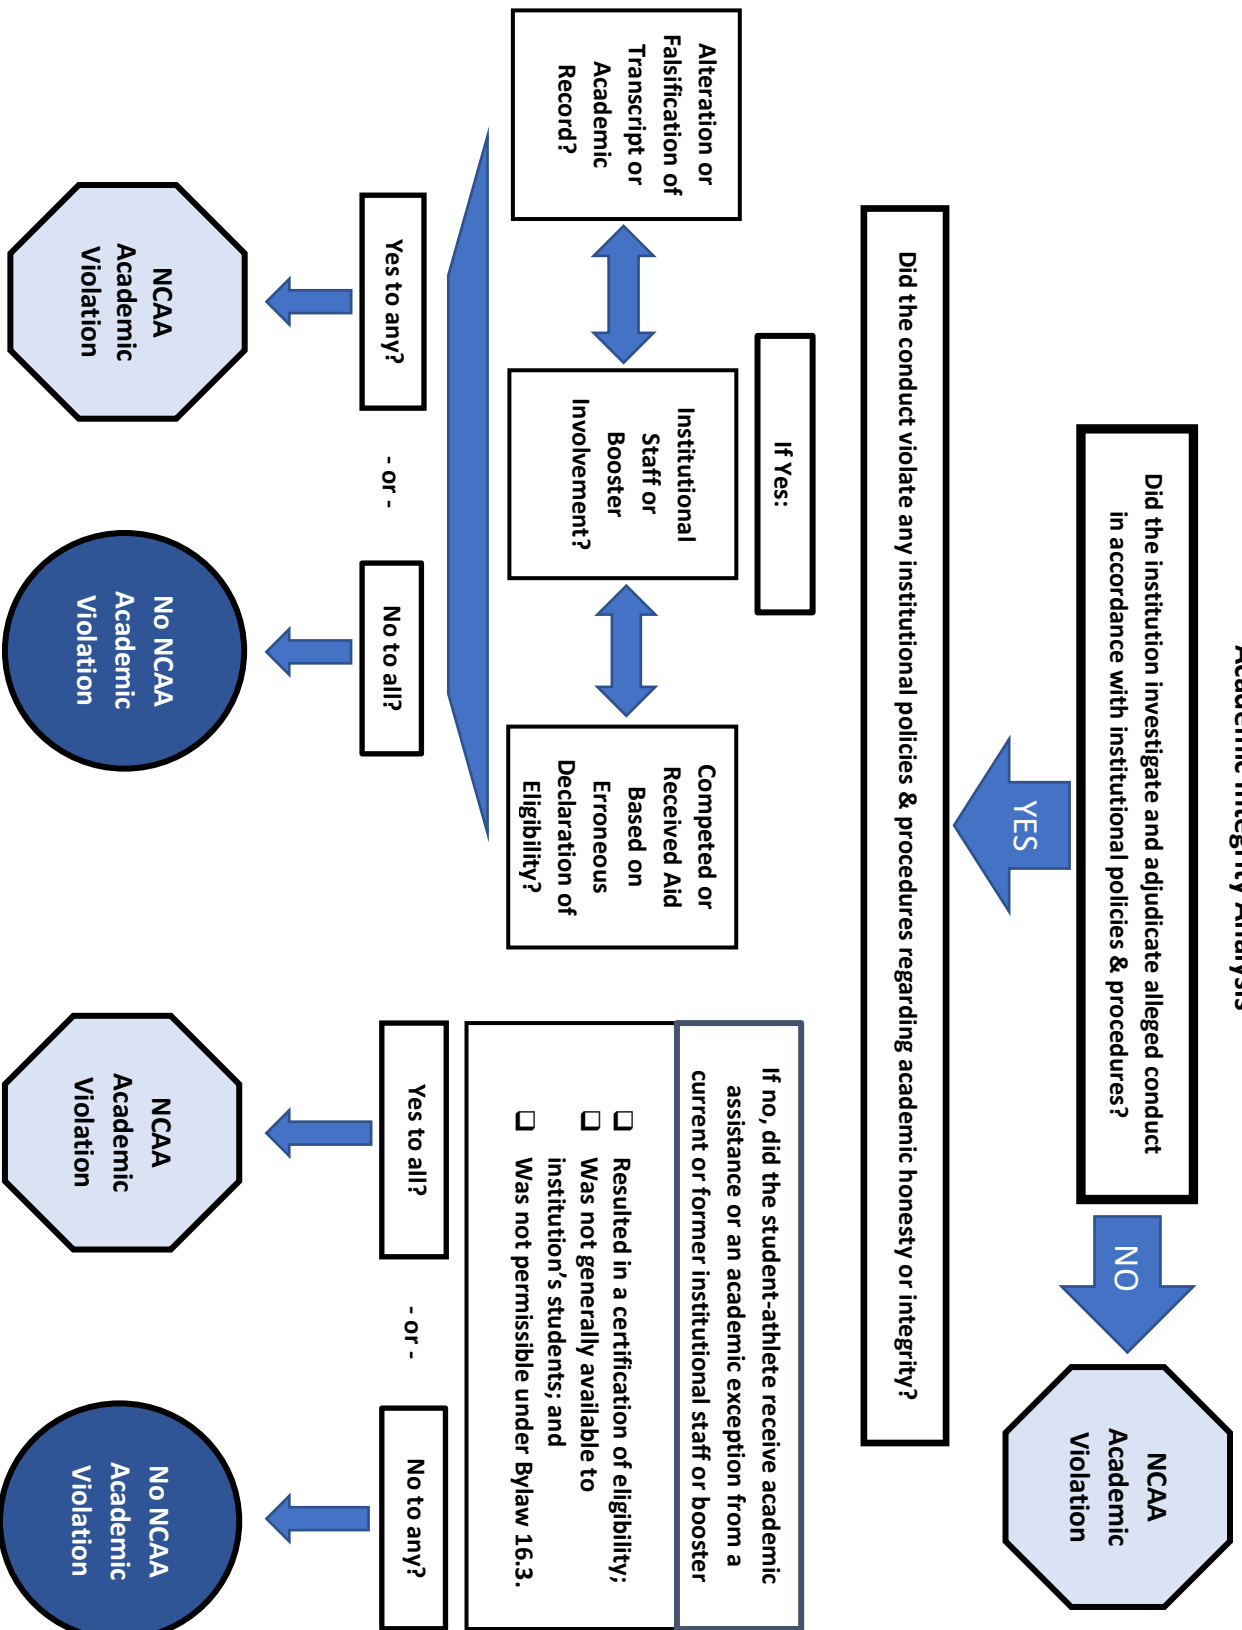 Academic Integrity Analysis
Did the institution investigate and adjudicate alleged conduct
in accordance with institutional policies & procedures?
NO
NCAA
Academic
Violation
YES
Did the conduct violate any institutional policies & procedures regarding academic honesty or integrity?
If Yes:
Alteration or
Falsification of
Transcript or
Academic
Record?
Institutional
Staff or
Booster
Involvement?
Competed or
Received Aid
Based on
Erroneous
Declaration of
Eligibility?
Yes to any?
- or -
No to all?
NCAA
Academic
Violation
No NCAA
Academic
Violation
If no, did the student-athlete receive academic
assistance or an academic exception from a
current or former institutional staff or booster
❑ Resulted in a certification of eligibility;
❑ Was not generally available to
institution's students; and
❑ Was not permissible under Bylaw 16.3.
Yes to all?
- or -
No to any?
NCAA
Academic
Violation
No NCAA
Academic
Violation